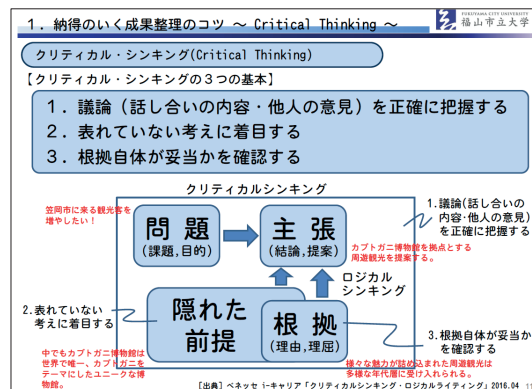 1．納得のいく成果整理のコツ ～ Critical Thinking ～
FUKUYAMA CITY UNIVERSITY
福山市立大学
クリティカル・シンキング(Critical Thinking)
【クリティカル・シンキングの３つの基本】
1．議論（話し合いの内容・他人の意見）を正確に把握する
2．表れていない考えに着目する
3．根拠自体が妥当かを確認する
クリティカルシンキング
笠岡市に来る観光客を
増やしたい！
問 題
(課題,目的)
主 張
(結論,提案)
1.議論(話し合いの
内容･他人の意見)
を正確に把握する
カブトガニ博物館を拠点とする
周遊観光を提案する。
ロジカル
シンキング
2.表れていない
考えに着目する
隠れた
前提
根 拠
(理由,理屈)
3.根拠自体が妥当か
を確認する
中でもカブトガニ博物館は
世界で唯一、カブトガニを
テーマにしたユニークな博
物館。
様々な魅力が詰め込まれた周遊観光は
多様な年代層に受け入れられる。
[出典] ベネッセ i-キャリア「クリティカルシンキング・ロジカルライティング」2016.04